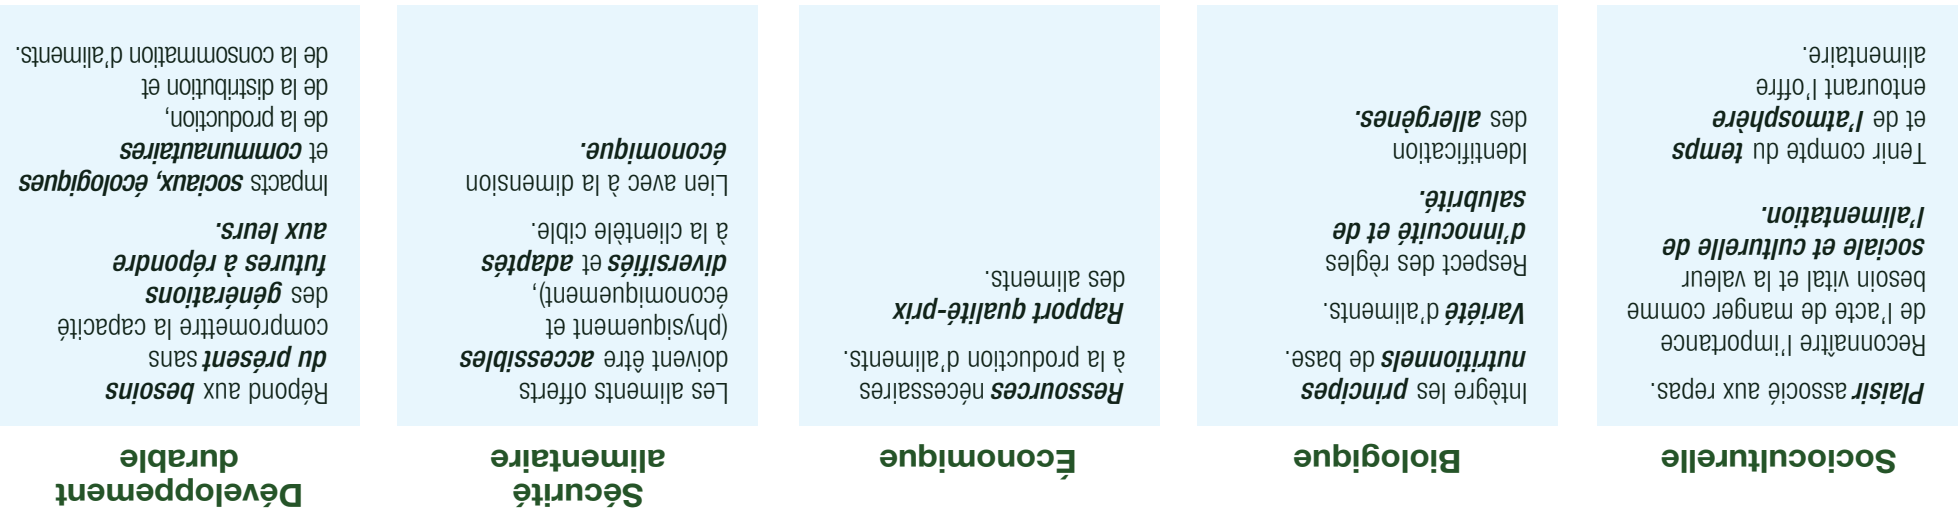 Socioculturelle
Plaisir associé aux repas.
Reconnaître l'importance
de l'acte de manger comme
besoin vital et la valeur
sociale et culturelle de
l'alimentation.
Tenir compte du temps
et de l'atmosphère
entourant l'offre
alimentaire.
Biologique
Intègre les principes
nutritionnels de base.
Variété d'aliments.
Respect des règles
d'innocuité et de
salubrité.
Identification
des allergènes.
Économique
Ressources nécessaires
à la production d'aliments.
Rapport qualité-prix
des aliments.
Sécurité
alimentaire
Les aliments offerts
doivent être accessibles
(physiquement et
économiquement),
diversifiés et adaptés
à la clientèle cible.
Lien avec à la dimension
économique.
Développement
durable
Répond aux besoins
du présent sans
compromettre la capacité
des générations
futures à répondre
aux leurs.
Impacts sociaux, écologiques
et communautaires
de la production,
de la distribution et
de la consommation d'aliments.